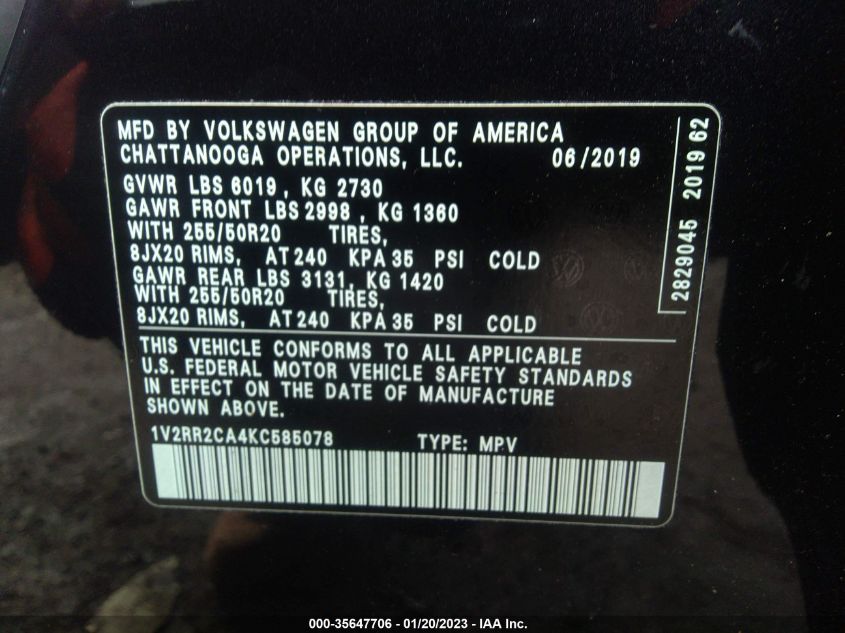 MFD BY VOLKSWAGEN GROUP OF AMERICA
CHATTANOOGA OPERATIONS, LLC. 06/2019
GVWR LBS 6019, KG 2730
GAWR FRONT LBS 2998, KG 1360
WITH 255/50R20 TIRES,
8JX20 RIMS, AT 240 KPA 35 PSI COLD
GAWR REAR LBS 3131, KG 1420
WITH 255/50R20 TIRES,
8JX20 RIMS, AT 240 KPA 35 PSI COLD
THIS VEHICLE CONFORMS TO ALL APPLICABLE
U.S. FEDERAL MOTOR VEHICLE SAFETY STANDARDS
IN EFFECT ON THE DATE OF MANUFACTURE
SHOWN ABOVE.
1V2RR2CA4KC585078 TYPE: MPV
2829045 2019 62
000-35647706 - 01/20/2023 - IAA Inc.